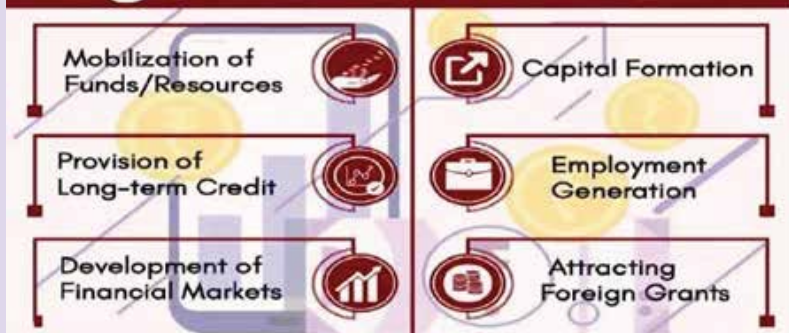 Mobilization of
Funds/Resources
Capital Formation
Provision of
Long-term Credit
Employment
Generation
Development of
Financial Markets
Attracting
Foreign Grants